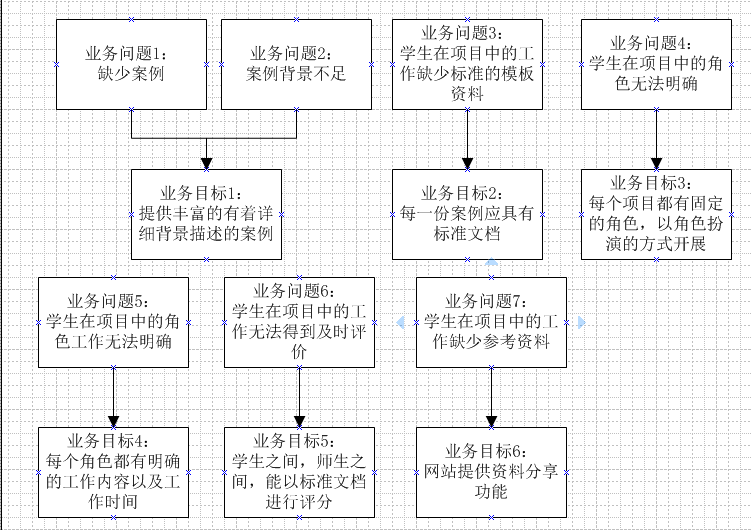 业务问题1：
缺少案例
业务问题2：
案例背景不足
业务问题3：
学生在项目中的工
作缺少标准的模板
资料
业务问题4：
学生在项目中的角
色无法明确
业务目标1：
提供丰富的有着详
细背景描述的案例
业务目标2：
每一份案例应具有
标准文档
业务目标3：
每个项目都有固定
的角色，以角色扮
演的方式开展
业务问题5：
学生在项目中的角
色工作无法明确
业务问题6：
学生在项目中的工
作无法得到及时评
价
业务问题7：
学生在项目中的工
作缺少参考资料
业务目标4：
每个角色都有明确
的工作内容以及工
作时间
业务目标5：
学生之间，师生之
间，能以标准文档
进行评分
业务目标6：
网站提供资料分享
功能